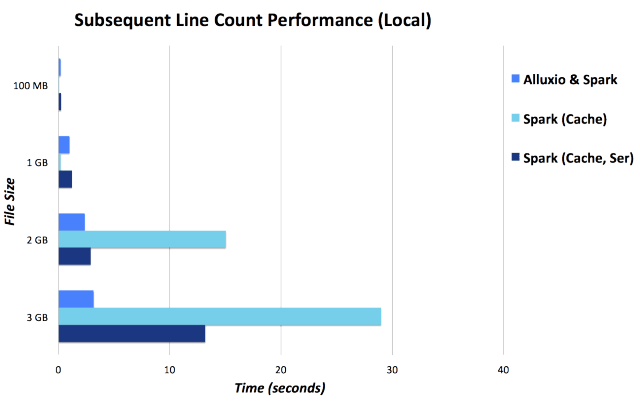 Subsequent Line Count Performance (Local)
100 MB
1 GB
2 GB
3 GB
File Size
0
10
20
30
40
Time (seconds)
Alluxio & Spark
Spark (Cache)
Spark (Cache, Ser)